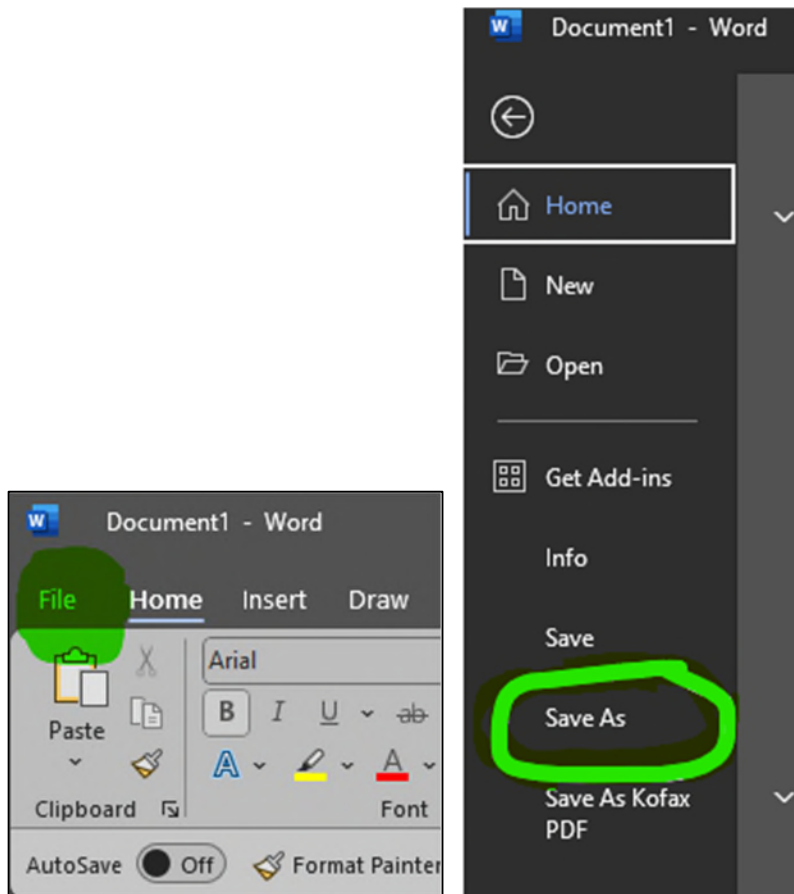 Document1 - Word
File Home Insert Draw
Arial
Paste
B I U ab
A A
Clipboard Font
AutoSave Off Format Painter
Document1 - Word
Home
New
Open
Get Add-ins
Info
Save
Save As
Save As Kofax
PDF